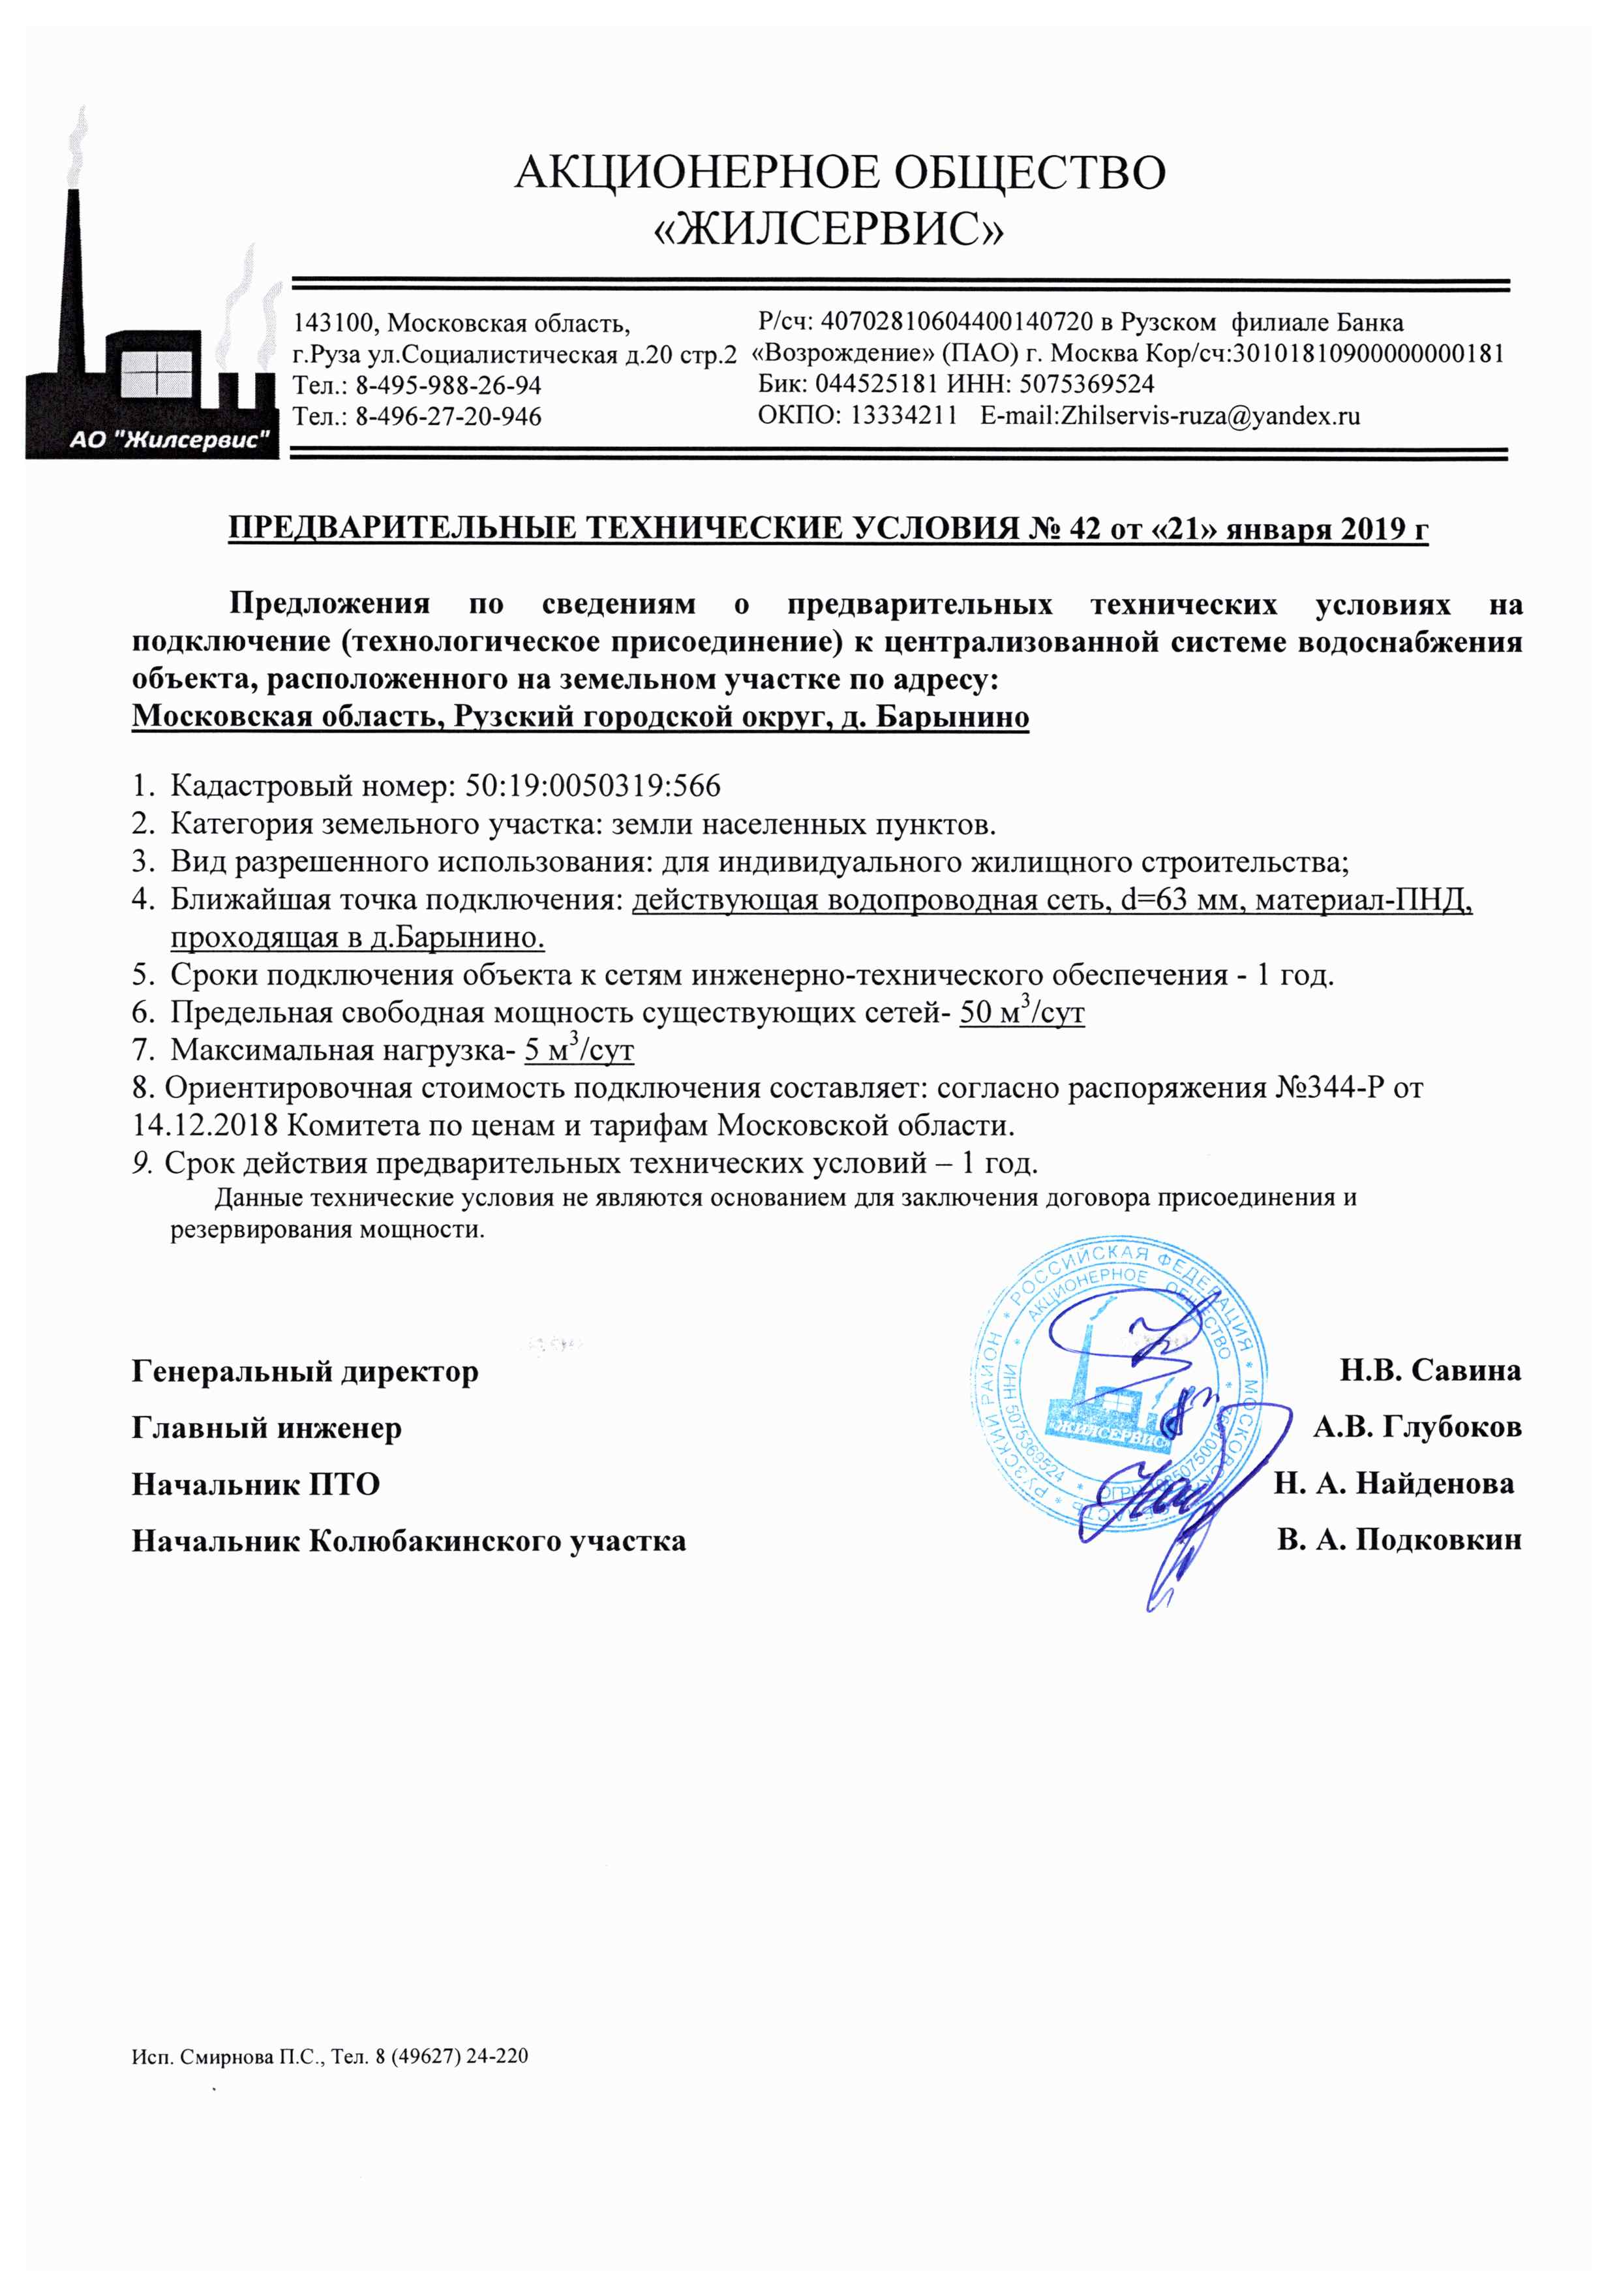 АКЦИОНЕРНОЕ ОБЩЕСТВО
«ЖИЛСЕРВИС»
АО "Жилсервис"
143100, Московская область,
г.Руза ул.Социалистическая д.20 стр.2
Тел.: 8-495-988-26-94
Тел.: 8-496-27-20-946
Р/сч: 40702810604400140720 в Рузском филиале Банка
«Возрождение» (ПАО) г. Москва Кор/сч:30101810900000000181
Бик: 044525181 ИНН: 5075369524
ОКПО: 13334211 E-mail:Zhilservis-ruza@yandex.ru
ПРЕДВАРИТЕЛЬНЫЕ ТЕХНИЧЕСКИЕ УСЛОВИЯ № 42 от «21» января 2019 г
Предложения по сведениям о предварительных технических условиях на
подключение (технологическое присоединение) к централизованной системе водоснабжения
объекта, расположенного на земельном участке по адресу:
Московская область, Рузский городской округ, д. Барынино
1. Кадастровый номер: 50:19:0050319:566
2. Категория земельного участка: земли населенных пунктов.
3. Вид разрешенного использования: для индивидуального жилищного строительства;
4. Ближайшая точка подключения: действующая водопроводная сеть, d=63 мм, материал-ПНД,
проходящая в д.Барынино.
5. Сроки подключения объекта к сетям инженерно-технического обеспечения - 1 год.
6. Предельная свободная мощность существующих сетей- 50 м³/сут
7. Максимальная нагрузка- 5 м³/сут
8. Ориентировочная стоимость подключения составляет: согласно распоряжения №344-Р от
14.12.2018 Комитета по ценам и тарифам Московской области.
9. Срок действия предварительных технических условий – 1 год.
Данные технические условия не являются основанием для заключения договора присоединения и
резервирования мощности.
РОССИЙСКАЯ ФЕДЕРАЦИЯ * МОСКОВСКАЯ ОБЛАСТЬ * РУЗСКИЙ РАЙОН *
АКЦИОНЕРНОЕ ОБЩЕСТВО * ОГРН * ИНН 5075369524 *
ЖИЛСЕРВИС
Генеральный директор Н.В. Савина
Главный инженер А.В. Глубоков
Начальник ПТО Н. А. Найденова
Начальник Колюбакинского участка В. А. Подковкин
Исп. Смирнова П.С., Тел. 8 (49627) 24-220